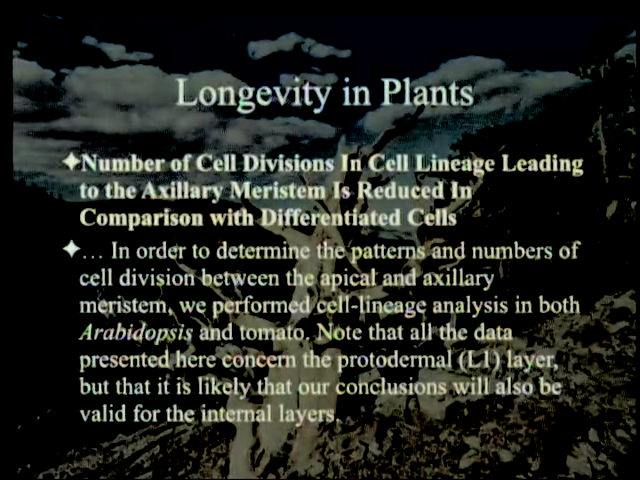 Longevity in Plants
✦Number of Cell Divisions In Cell Lineage Leading
to the Axillary Meristem Is Reduced In
Comparison with Differentiated Cells
✦… In order to determine the patterns and numbers of
cell division between the apical and axillary
meristem, we performed cell-lineage analysis in both
Arabidopsis and tomato. Note that all the data
presented here concern the protodermal (L1) layer,
but that it is likely that our conclusions will also be
valid for the internal layers.